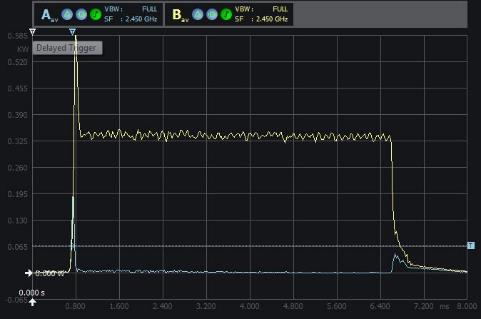 A av VBW: FULL SF : 2.450 GHz B av VBW: FULL SF : 2.450 GHz
0.585
KW
Delayed Trigger
0.520
0.455
0.390
0.325
0.260
0.195
0.130
0.065 T
0.000 W
0.000 s
-0.065
0.800 1.600 2.400 3.200 4.000 4.800 5.600 6.400 7.200 ms 8.000